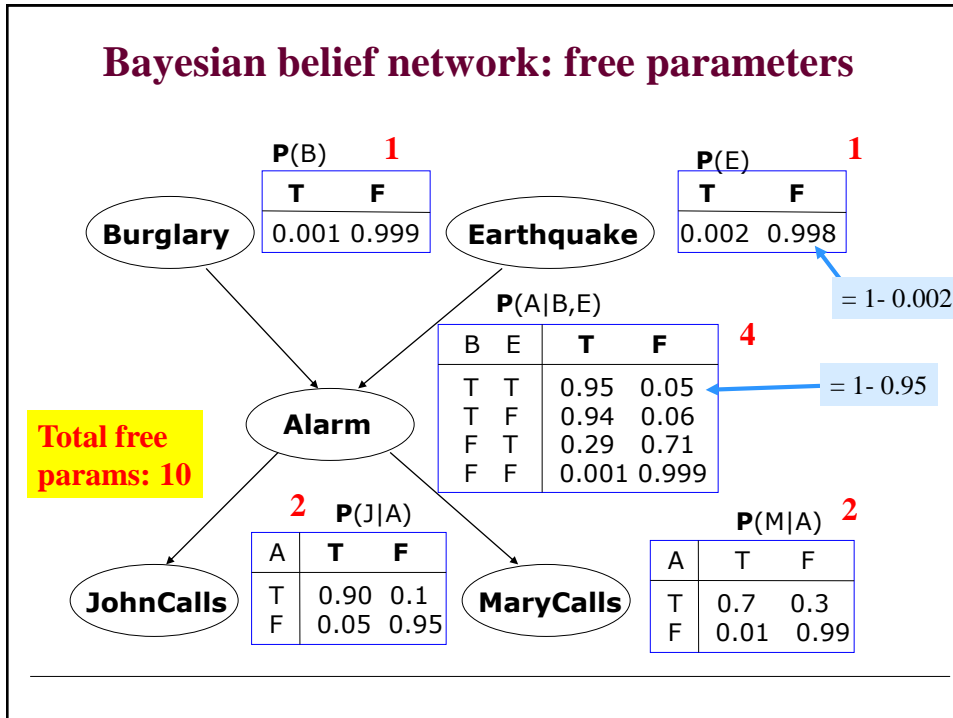 Bayesian belief network: free parameters
P(B) 1
T F
0.001 0.999
Burglary
P(E) 1
T F
0.002 0.998
Earthquake
= 1- 0.002
P(A|B,E)
4
B E T F
T T 0.95 0.05
T F 0.94 0.06
F T 0.29 0.71
F F 0.001 0.999
= 1- 0.95
Alarm
Total free
params: 10
2 P(J|A)
A T F
T 0.90 0.1
F 0.05 0.95
JohnCalls
P(M|A) 2
A T F
T 0.7 0.3
F 0.01 0.99
MaryCalls